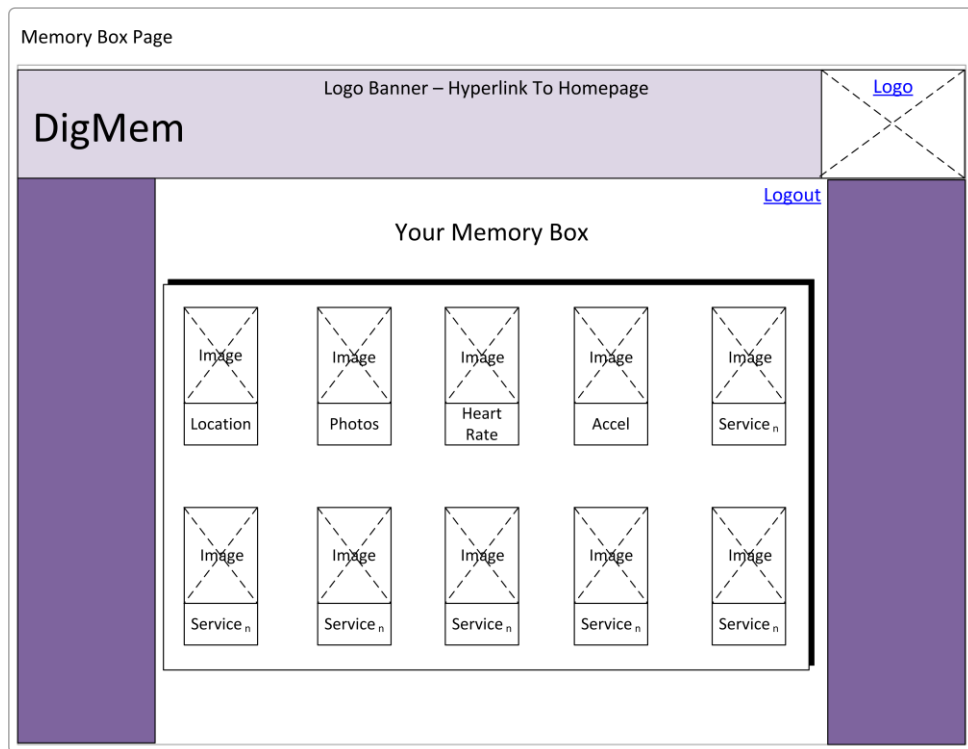 Memory Box Page
Logo Banner – Hyperlink To Homepage
Logo
DigMem
Logout
Your Memory Box
Image Image Image Image Image
Location Photos Heart Rate Accel Service n
Image Image Image Image Image
Service n Service n Service n Service n Service n